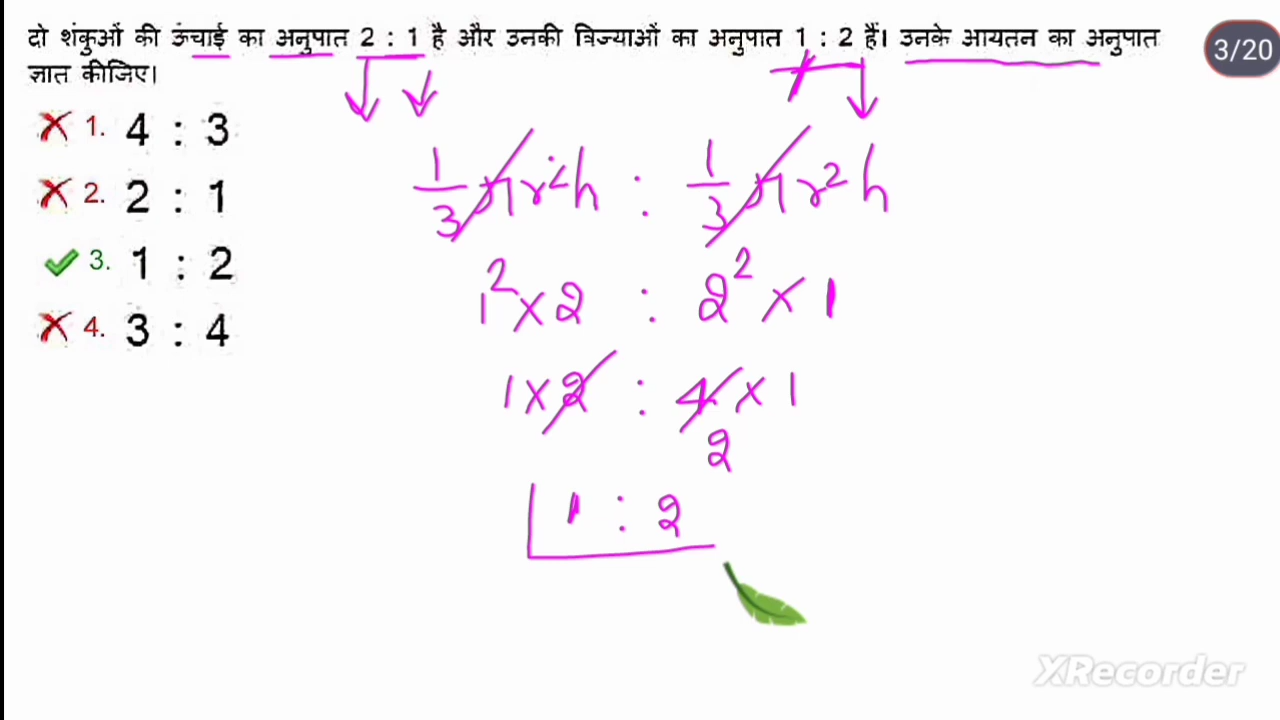 दो शंकुओं की ऊंचाई का अनुपात 2 : 1 है और उनकी त्रिज्याओं का अनुपात 1 : 2 हैं। उनके आयतन का अनुपात
ज्ञात कीजिए।
3/20
1. 4 : 3
2. 2 : 1
3. 1 : 2
4. 3 : 4
1/3 πr²h : 1/3 πr²h
1² × 2 : 2² × 1
1 × 2 : 4 × 1
2
1 : 2
XRecorder